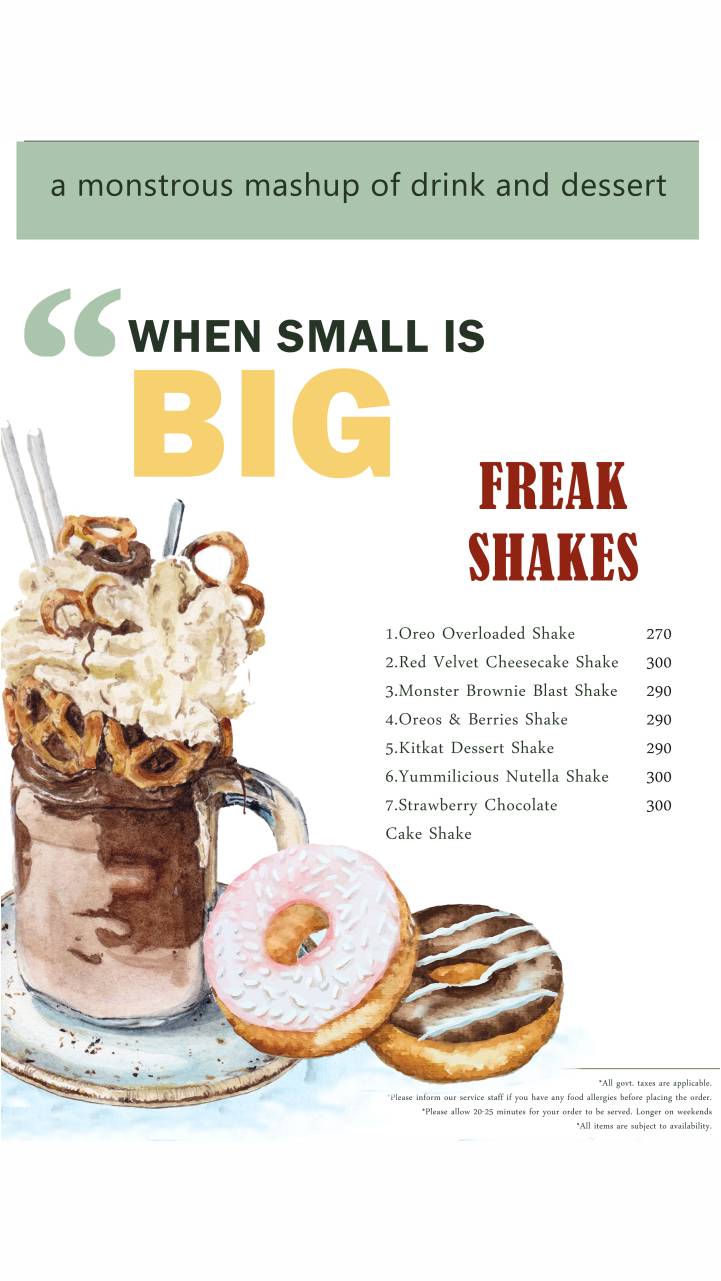 a monstrous mashup of drink and dessert
“ WHEN SMALL IS
BIG
FREAK
SHAKES
1.Oreo Overloaded Shake 270
2.Red Velvet Cheesecake Shake 300
3.Monster Brownie Blast Shake 290
4.Oreos & Berries Shake 290
5.Kitkat Dessert Shake 290
6.Yummilicious Nutella Shake 300
7.Strawberry Chocolate 300
Cake Shake
*All govt. taxes are applicable.
*Please inform our service staff if you have any food allergies before placing the order.
*Please allow 20-25 minutes for your order to be served. Longer on weekends
*All items are subject to availability.